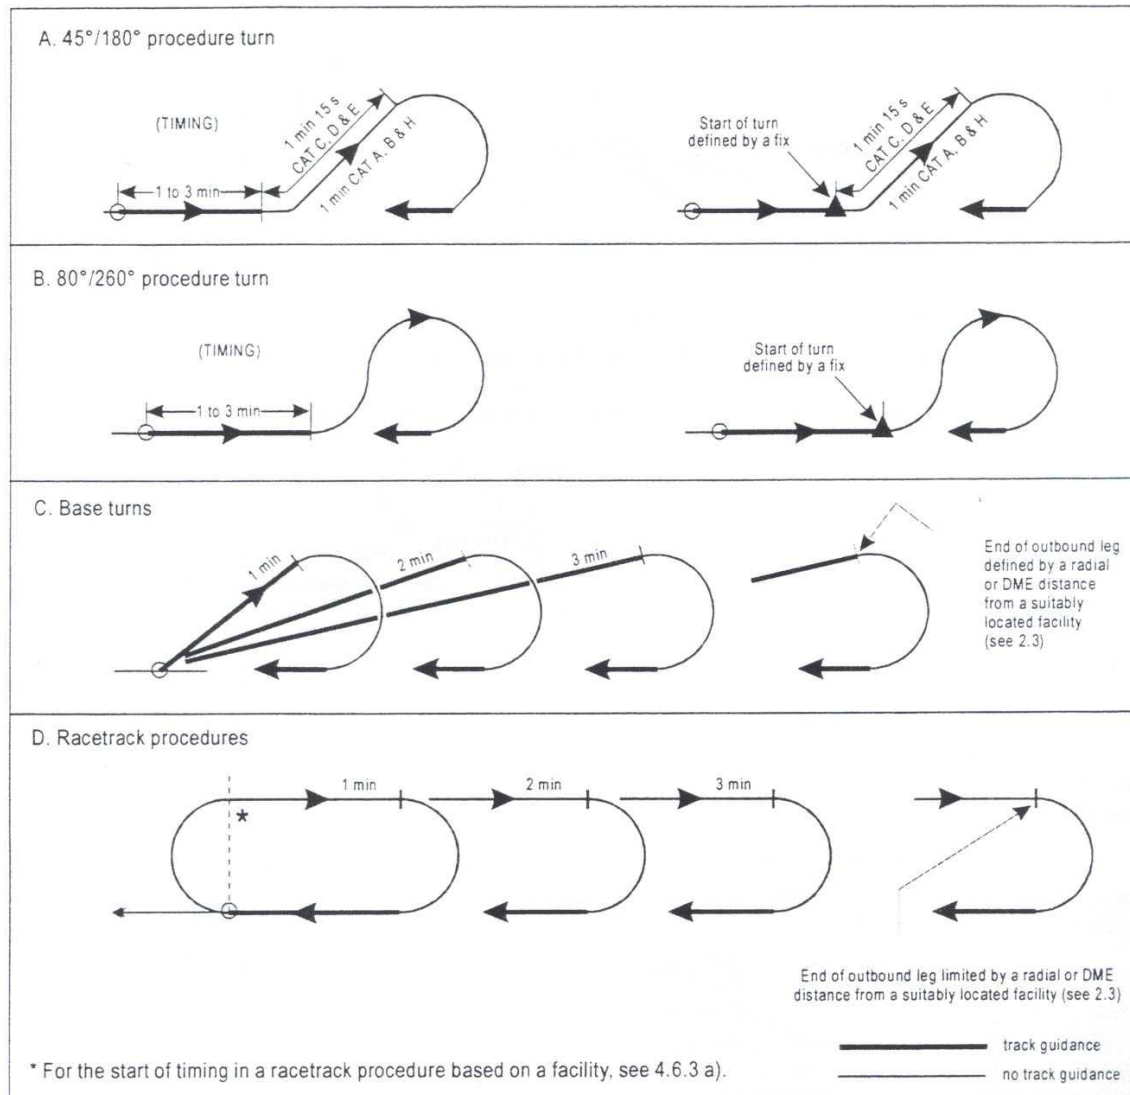 A. 45°/180° procedure turn
(TIMING)
1 to 3 min
1 min 15 s
CAT C, D & E
1 min CAT A, B & H
Start of turn
defined by a fix
1 min 15 s
CAT C, D & E
1 min CAT A, B & H
B. 80°/260° procedure turn
(TIMING)
1 to 3 min
Start of turn
defined by a fix
C. Base turns
1 min
2 min
3 min
End of outbound leg
defined by a radial
or DME distance
from a suitably
located facility
(see 2.3)
D. Racetrack procedures
1 min
2 min
3 min
*
End of outbound leg limited by a radial or DME
distance from a suitably located facility (see 2.3)
track guidance
no track guidance
* For the start of timing in a racetrack procedure based on a facility, see 4.6.3 a).